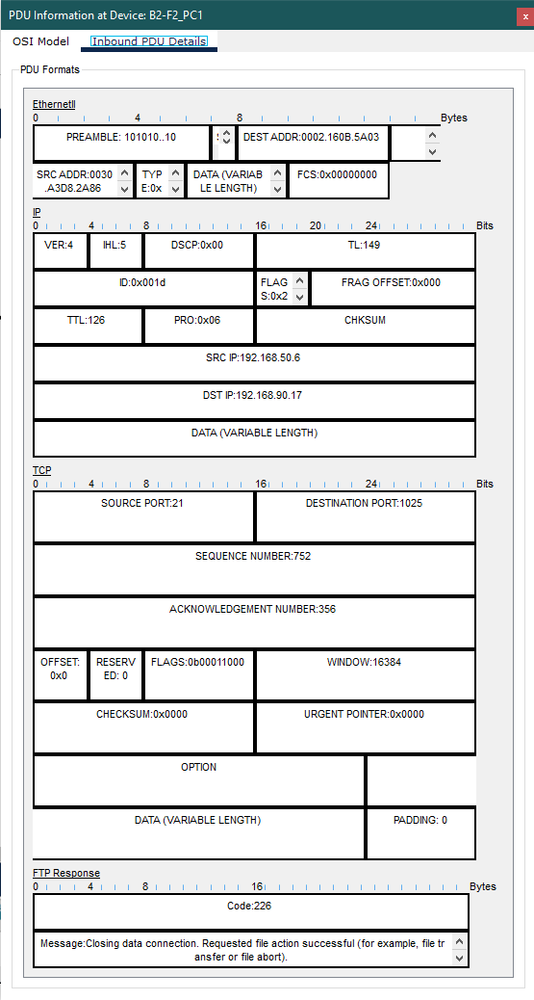 PDU Information at Device: B2-F2_PC1
x
OSI Model Inbound PDU Details
PDU Formats
EthernetII
0 4 8 Bytes
PREAMBLE: 101010..10 DEST ADDR:0002.160B.5A03
SRC ADDR:0030 TYP DATA (VARIAB FCS:0x00000000
.A3D8.2A86 E:0x LE LENGTH)
IP
0 4 8 16 20 24 Bits
VER:4 IHL:5 DSCP:0x00 TL:149
ID:0x001d FLAG FRAG OFFSET:0x000
S:0x2
TTL:126 PRO:0x06 CHKSUM
SRC IP:192.168.50.6
DST IP:192.168.90.17
DATA (VARIABLE LENGTH)
TCP
0 4 8 16 24 Bits
SOURCE PORT:21 DESTINATION PORT:1025
SEQUENCE NUMBER:752
ACKNOWLEDGEMENT NUMBER:356
OFFSET: RESERV FLAGS:0b00011000 WINDOW:16384
0x0 ED: 0
CHECKSUM:0x0000 URGENT POINTER:0x0000
OPTION
DATA (VARIABLE LENGTH) PADDING: 0
FTP Response
0 4 8 16 Bytes
Code:226
Message:Closing data connection. Requested file action successful (for example, file tr
ansfer or file abort).